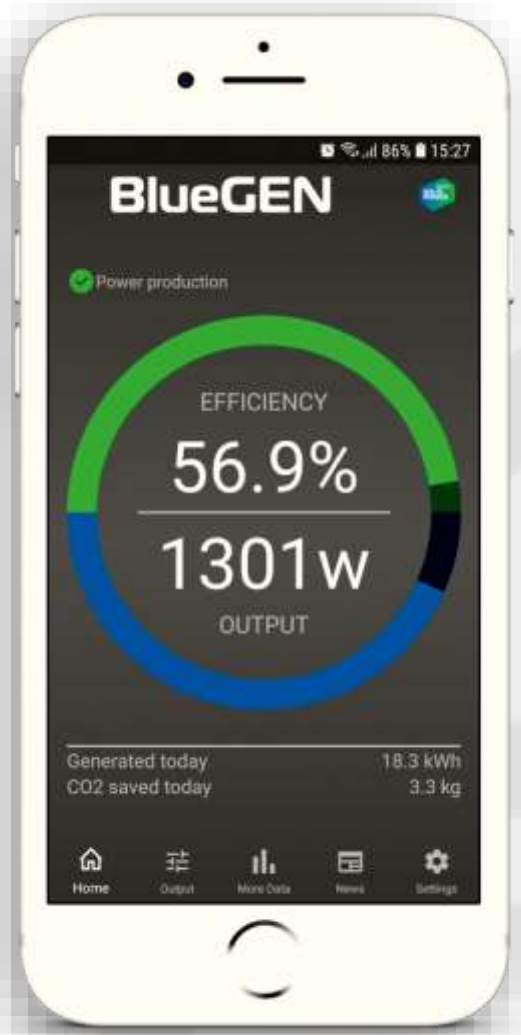 86% 15:27
BlueGEN
Power production
EFFICIENCY
56.9%
1301w
OUTPUT
Generated today 18.3 kWh
CO2 saved today 3.3 kg
Home Output More Data News Settings